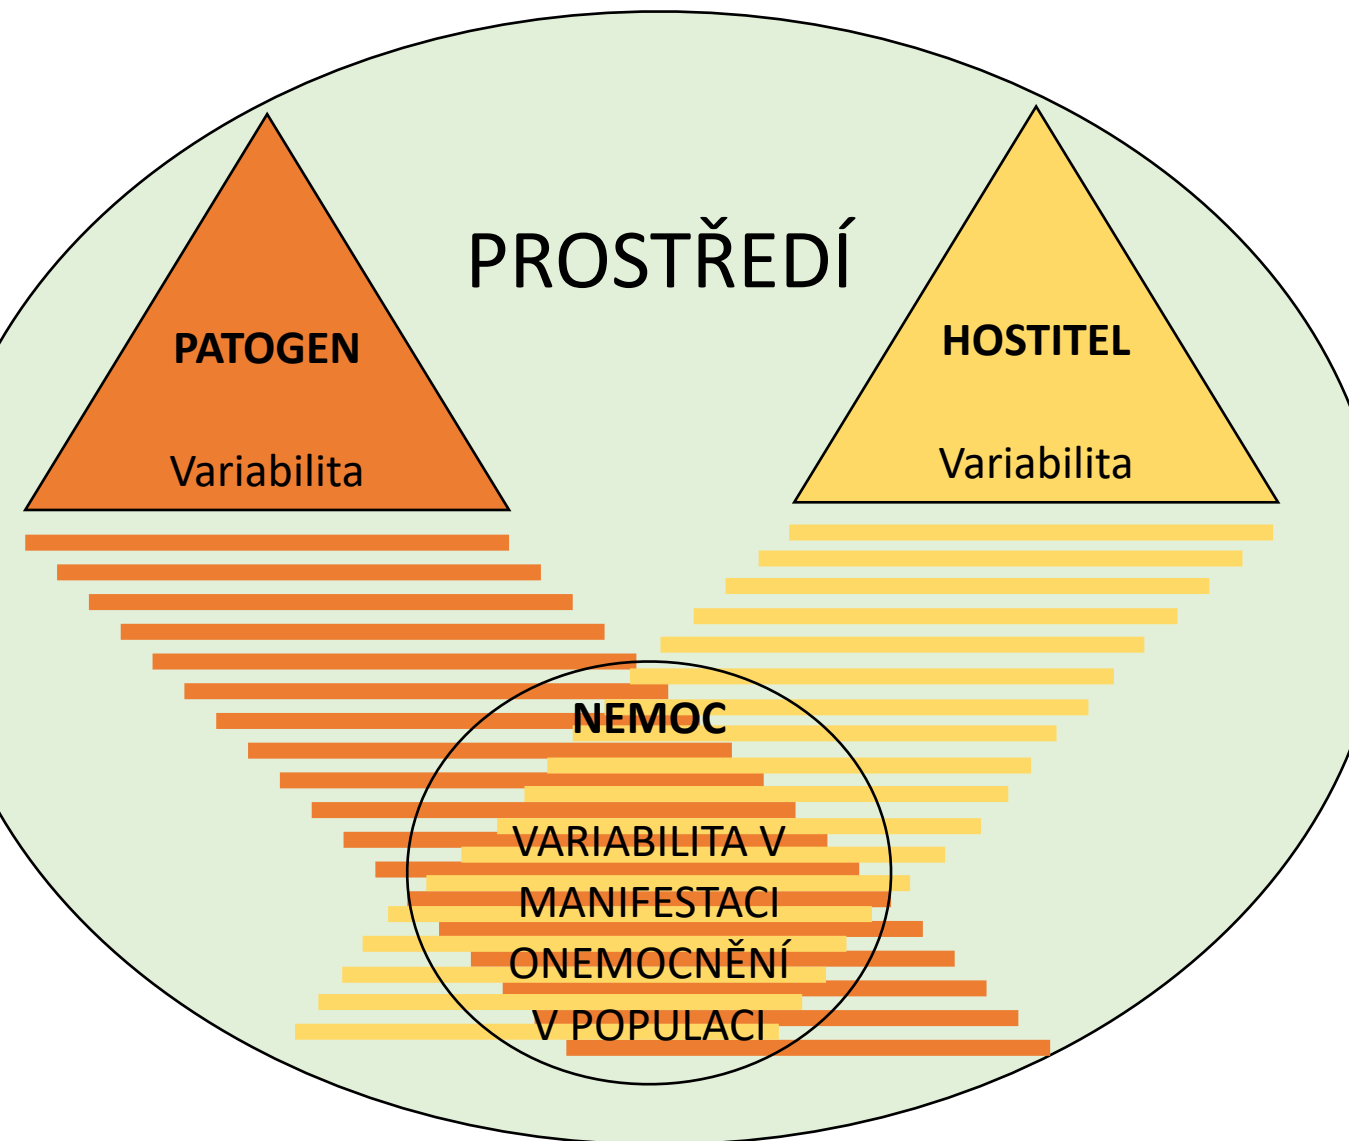 PROSTŘEDÍ
PATOGEN
Variabilita
HOSTITEL
Variabilita
NEMOC
VARIABILITA V
MANIFESTACI
ONEMOCNĚNÍ
V POPULACI